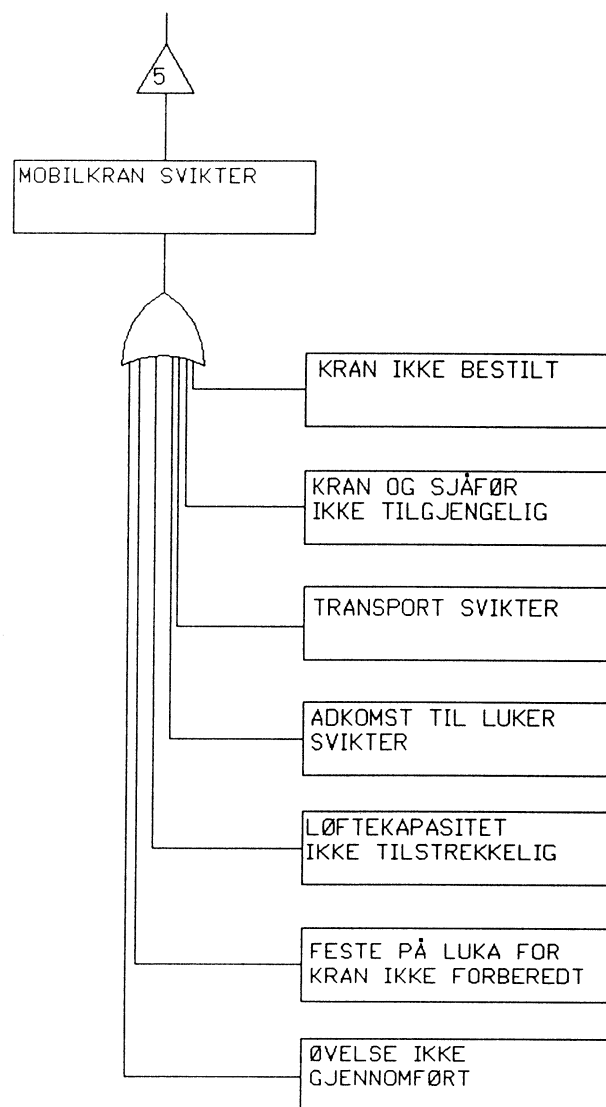 5
MOBILKRAN SVIKTER
KRAN IKKE BESTILT
KRAN OG SJÅFØR
IKKE TILGJENGELIG
TRANSPORT SVIKTER
ADKOMST TIL LUKER
SVIKTER
LØFTEKAPASITET
IKKE TILSTREKKELIG
FESTE PÅ LUKA FOR
KRAN IKKE FORBEREDT
ØVELSE IKKE
GJENNOMFØRT